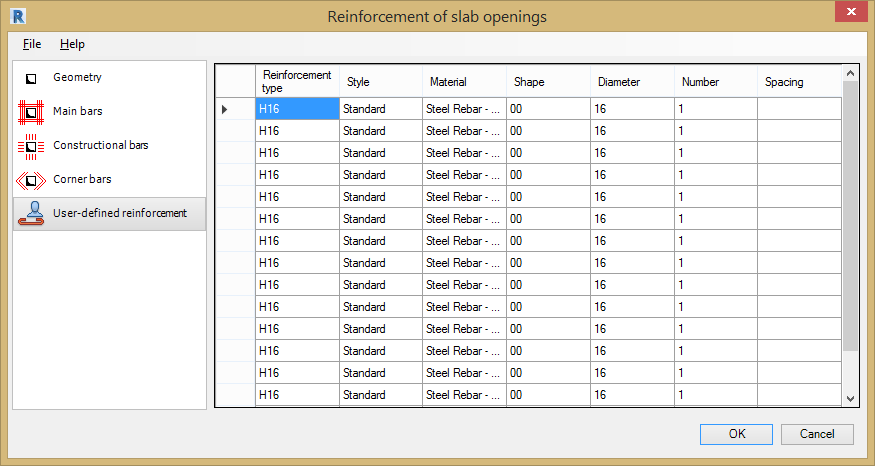 R Reinforcement of slab openings
File Help
Geometry
Main bars
Constructional bars
Corner bars
User-defined reinforcement
Reinforcement type Style Material Shape Diameter Number Spacing
H16 Standard Steel Rebar - ... 00 16 1
H16 Standard Steel Rebar - ... 00 16 1
H16 Standard Steel Rebar - ... 00 16 1
H16 Standard Steel Rebar - ... 00 16 1
H16 Standard Steel Rebar - ... 00 16 1
H16 Standard Steel Rebar - ... 00 16 1
H16 Standard Steel Rebar - ... 00 16 1
H16 Standard Steel Rebar - ... 00 16 1
H16 Standard Steel Rebar - ... 00 16 1
H16 Standard Steel Rebar - ... 00 16 1
H16 Standard Steel Rebar - ... 00 16 1
H16 Standard Steel Rebar - ... 00 16 1
H16 Standard Steel Rebar - ... 00 16 1
H16 Standard Steel Rebar - ... 00 16 1
OK Cancel